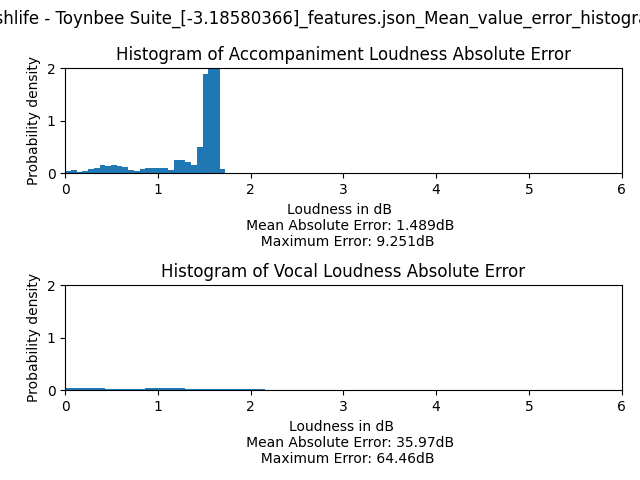 shlife - Toynbee Suite_[-3.18580366]_features.json_Mean_value_error_histogra
Histogram of Accompaniment Loudness Absolute Error
Probability density
2
1
0
0 1 2 3 4 5 6
Loudness in dB
Mean Absolute Error: 1.489dB
Maximum Error: 9.251dB
Histogram of Vocal Loudness Absolute Error
Probability density
2
1
0
0 1 2 3 4 5 6
Loudness in dB
Mean Absolute Error: 35.97dB
Maximum Error: 64.46dB